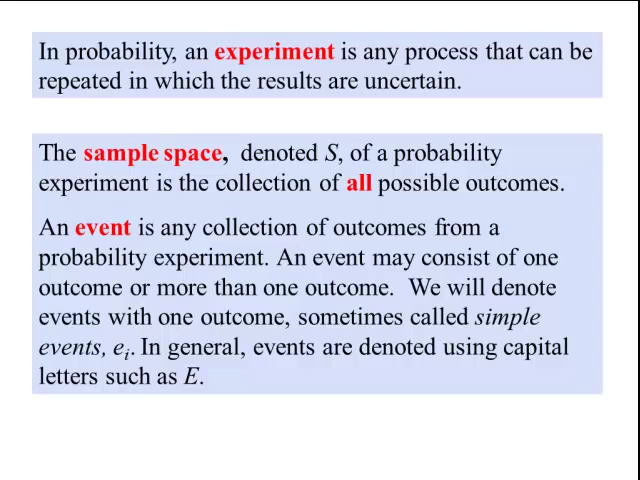 In probability, an experiment is any process that can be
repeated in which the results are uncertain.
The sample space, denoted S, of a probability
experiment is the collection of all possible outcomes.
An event is any collection of outcomes from a
probability experiment. An event may consist of one
outcome or more than one outcome. We will denote
events with one outcome, sometimes called simple
events, eᵢ. In general, events are denoted using capital
letters such as E.